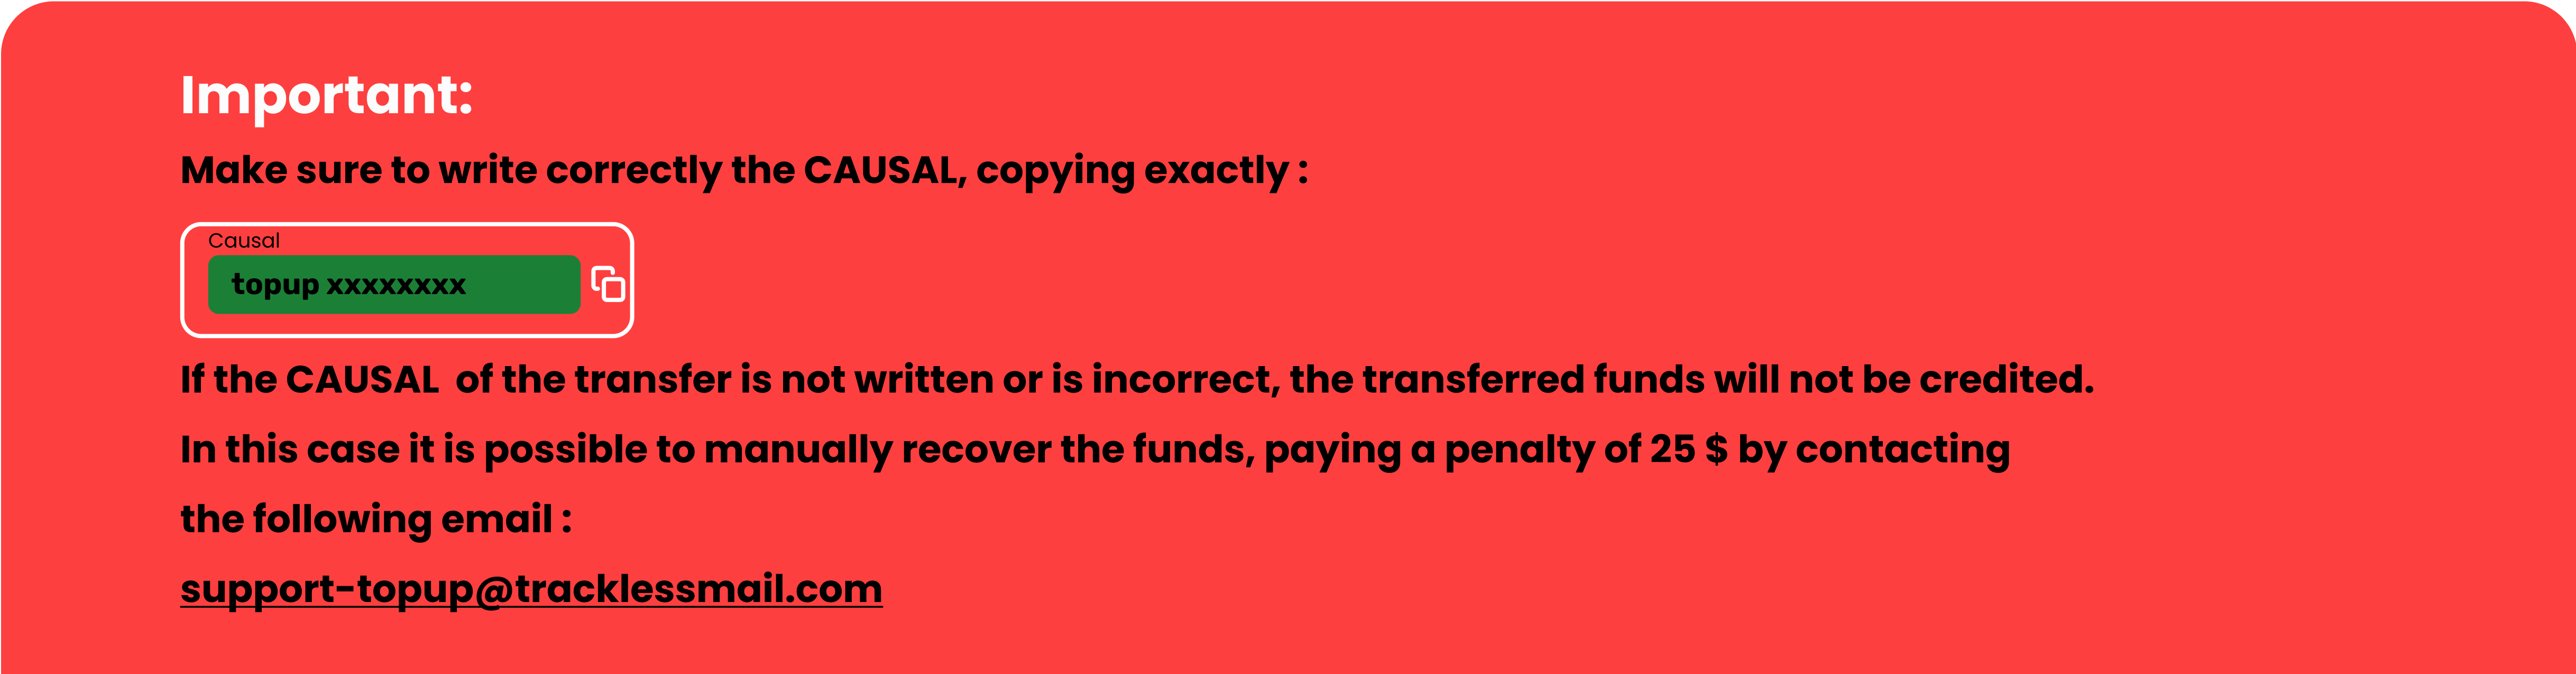 Important:
Make sure to write correctly the CAUSAL, copying exactly :
Causal
topup xxxxxxxx
If the CAUSAL  of the transfer is not written or is incorrect, the transferred funds will not be credited.
In this case it is possible to manually recover the funds, paying a penalty of 25 $ by contacting
the following email :
support-topup@tracklessmail.com